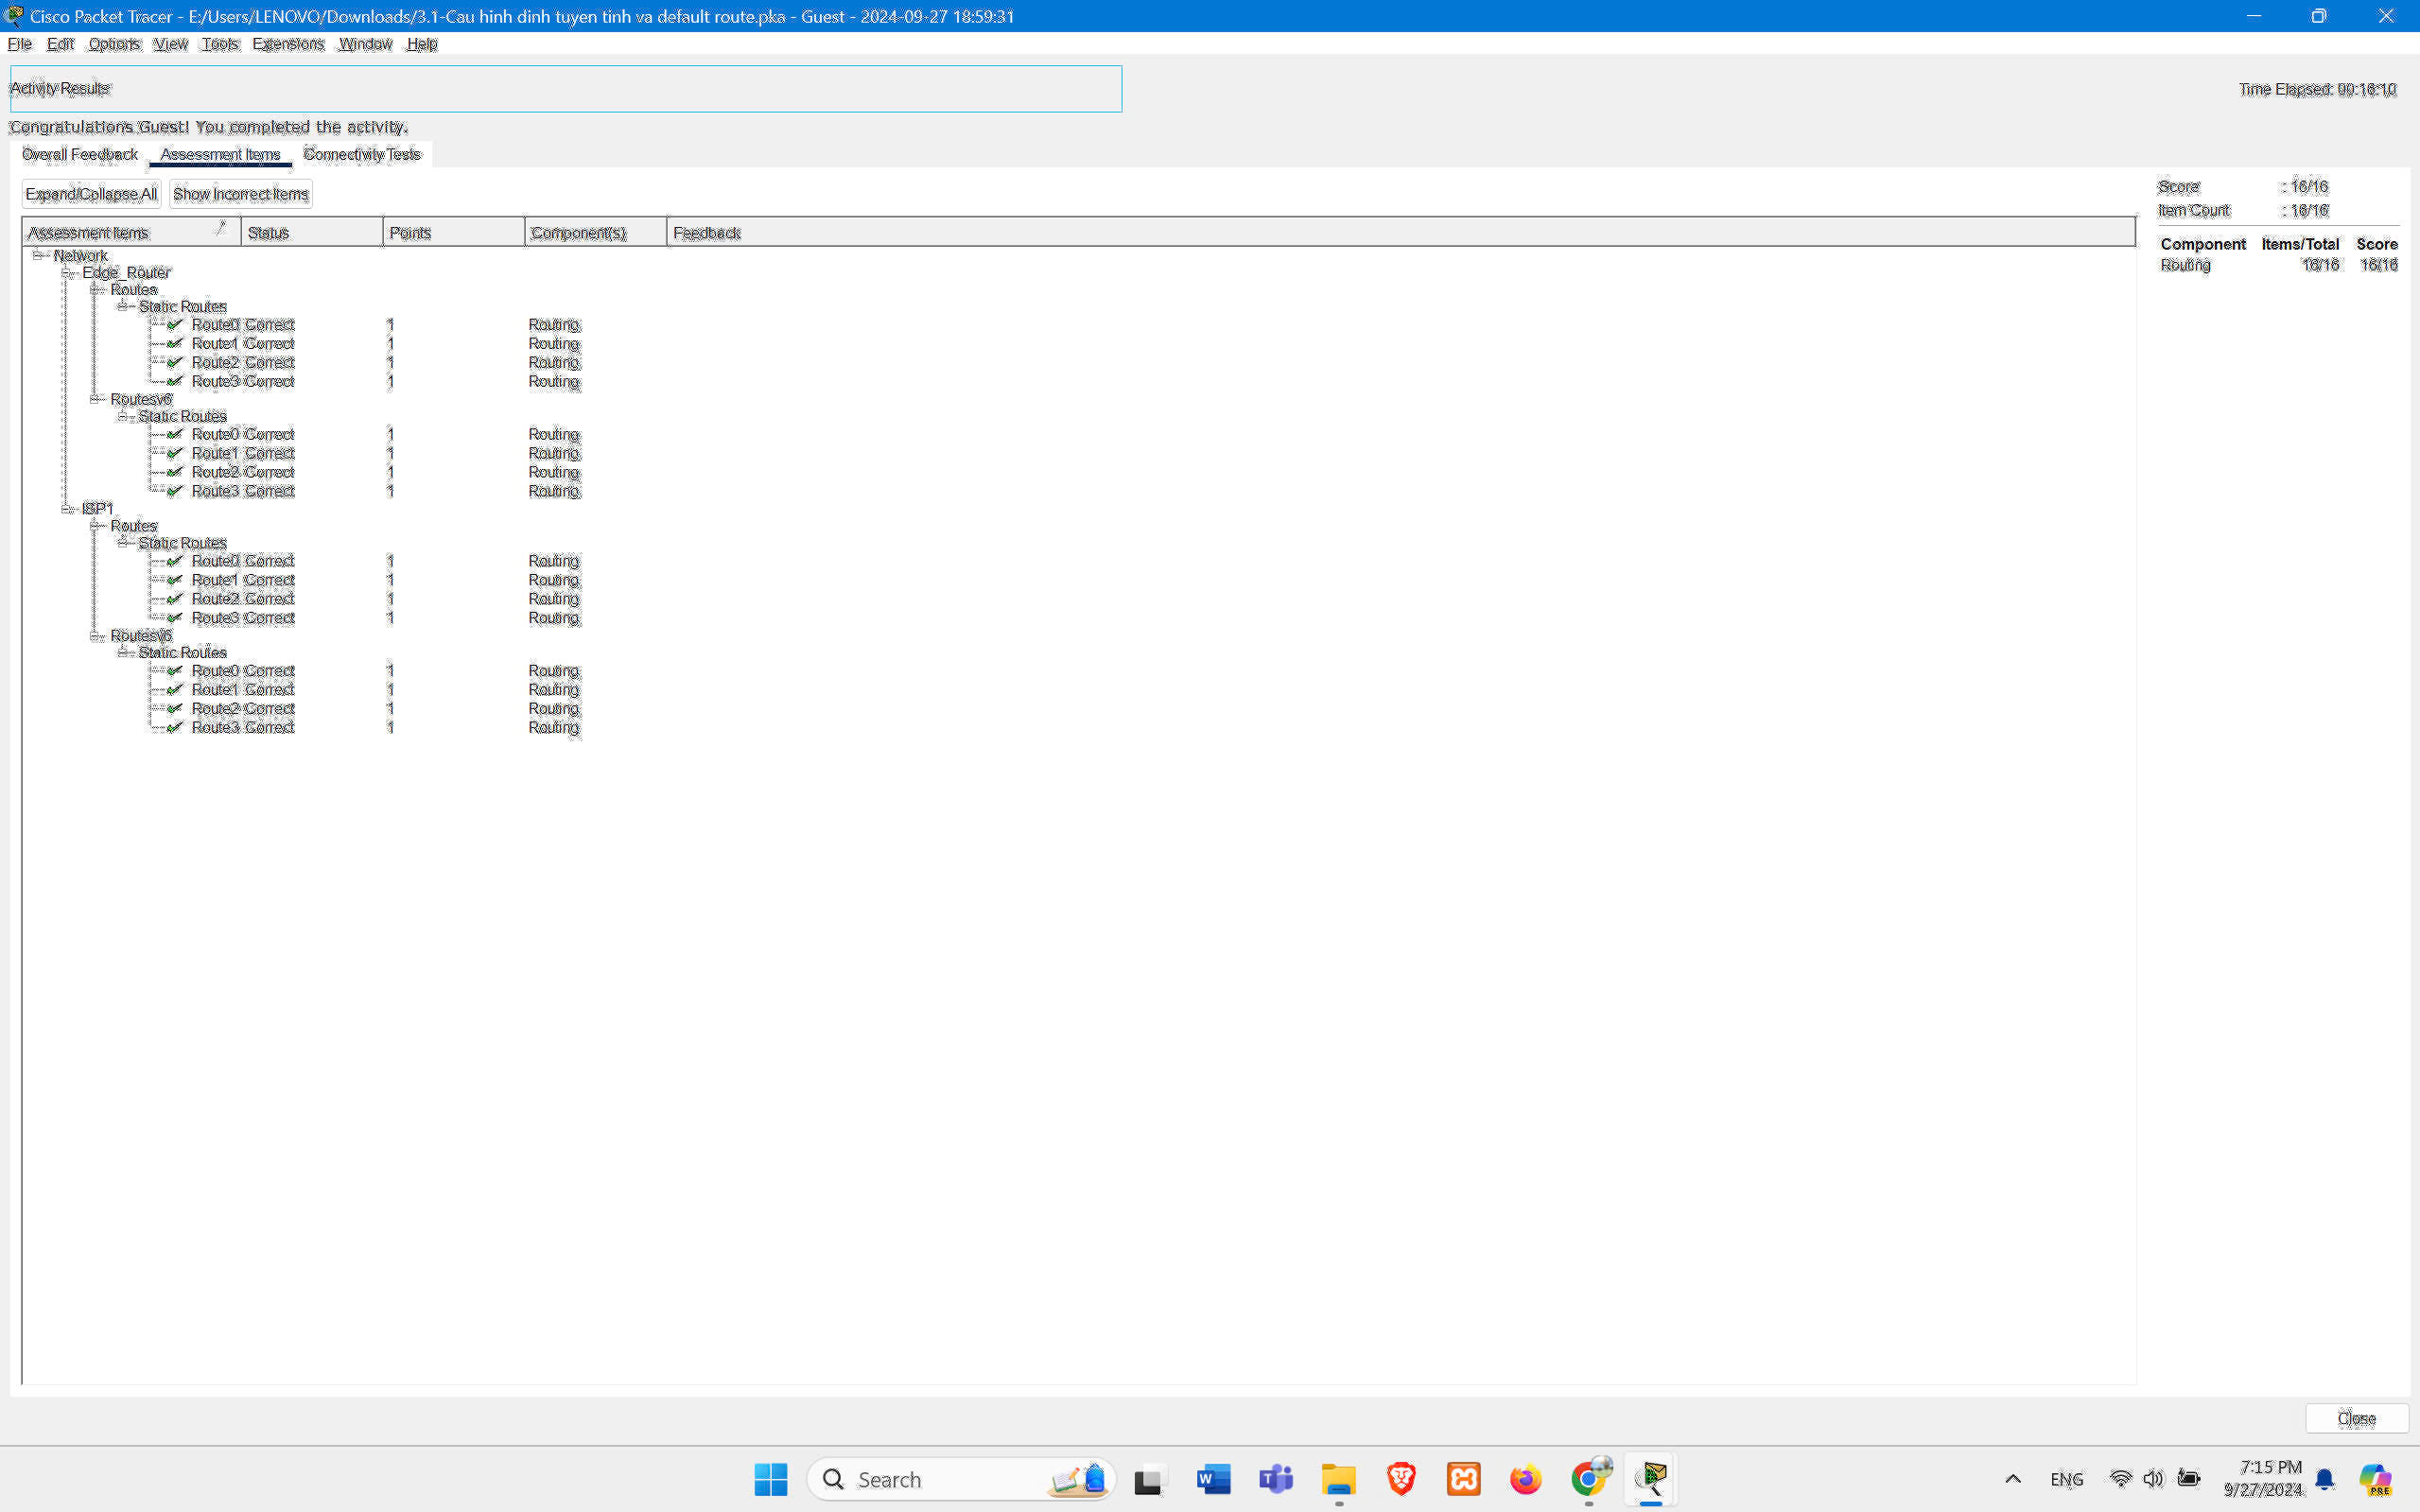 Cisco Packet Tracer - E:/Users/LENOVO/Downloads/3.1-Cau hinh dinh tuyen tinh va default route.pka - Guest - 2024-09-27 18:59:31
File Edit Options View Tools Extensions Window Help
Activity Results
Time Elapsed: 00:16:10
Congratulations Guest! You completed the activity.
Overall Feedback Assessment Items Connectivity Tests
Expand/Collapse All Show Incorrect Items
Score : 16/16
Item Count : 16/16
Component Items/Total Score
Routing 16/16 16/16
Assessment Items Status Points Component(s) Feedback
Network
Edge_Router
Routes
Static Routes
Route0 Correct 1 Routing
Route1 Correct 1 Routing
Route2 Correct 1 Routing
Route3 Correct 1 Routing
Routesv6
Static Routes
Route0 Correct 1 Routing
Route1 Correct 1 Routing
Route2 Correct 1 Routing
Route3 Correct 1 Routing
ISP1
Routes
Static Routes
Route0 Correct 1 Routing
Route1 Correct 1 Routing
Route2 Correct 1 Routing
Route3 Correct 1 Routing
Routesv6
Static Routes
Route0 Correct 1 Routing
Route1 Correct 1 Routing
Route2 Correct 1 Routing
Route3 Correct 1 Routing
Close
Search
ENG
7:15 PM
9/27/2024
PRE